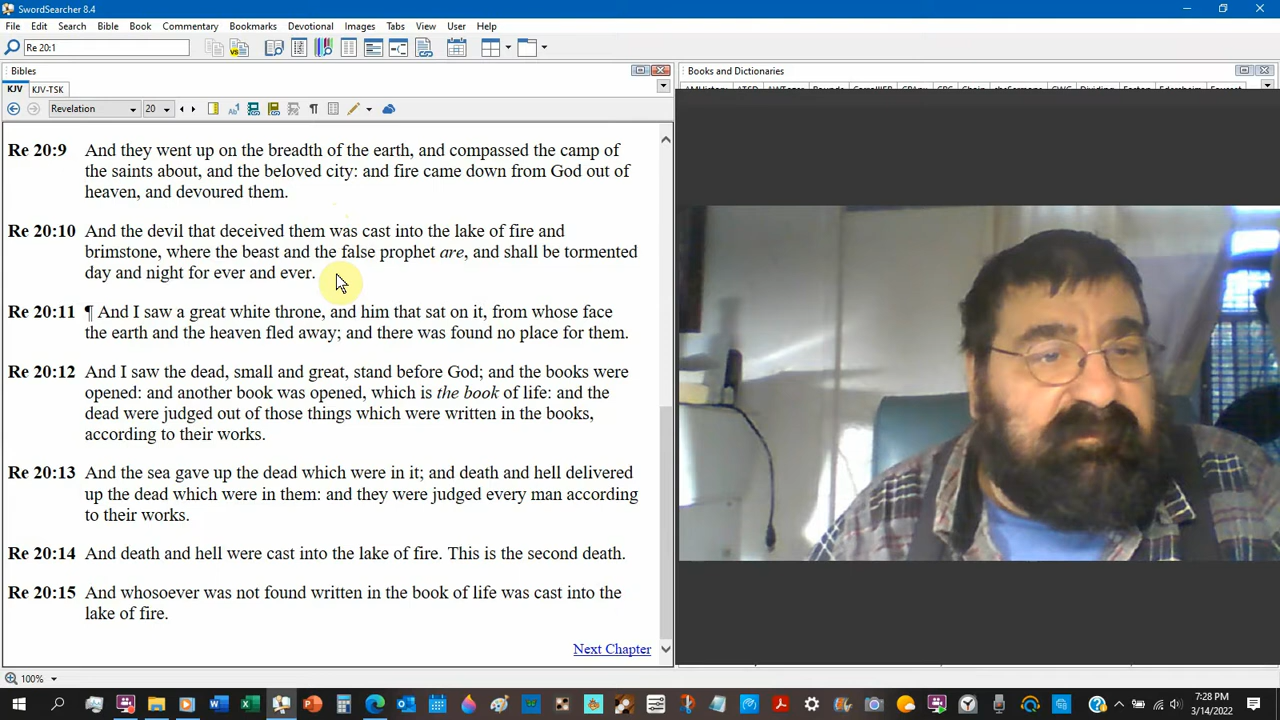 SwordSearcher 8.4
File Edit Search Bible Book Commentary Bookmarks Devotional Images Tabs View User Help
Re 20:1
Bibles
Books and Dictionaries
KJV KJV-TSK
Revelation 20
Re 20:9 And they went up on the breadth of the earth, and compassed the camp of
the saints about, and the beloved city: and fire came down from God out of
heaven, and devoured them.
Re 20:10 And the devil that deceived them was cast into the lake of fire and
brimstone, where the beast and the false prophet are, and shall be tormented
day and night for ever and ever.
Re 20:11 ¶ And I saw a great white throne, and him that sat on it, from whose face
the earth and the heaven fled away; and there was found no place for them.
Re 20:12 And I saw the dead, small and great, stand before God; and the books were
opened: and another book was opened, which is the book of life: and the
dead were judged out of those things which were written in the books,
according to their works.
Re 20:13 And the sea gave up the dead which were in it; and death and hell delivered
up the dead which were in them: and they were judged every man according
to their works.
Re 20:14 And death and hell were cast into the lake of fire. This is the second death.
Re 20:15 And whosoever was not found written in the book of life was cast into the
lake of fire.
Next Chapter
100%
7:28 PM
3/14/2022